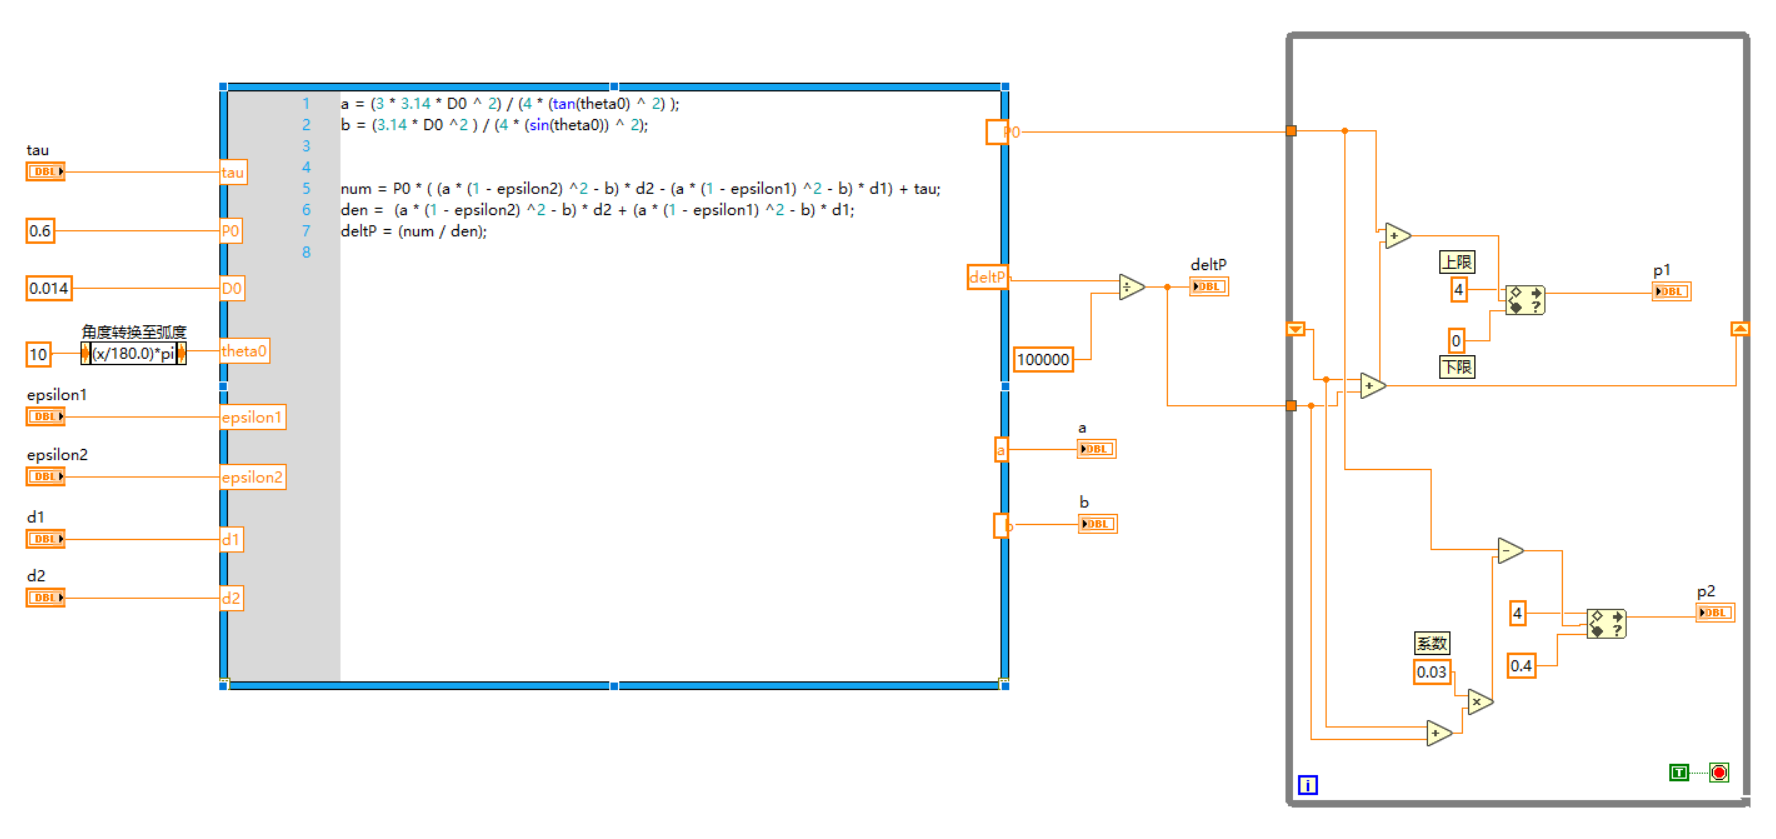 tau
DBL
0.6
0.014
角度转换至弧度
10
(x/180.0)*pi
epsilon1
DBL
epsilon2
DBL
d1
DBL
d2
DBL
tau
P0
D0
theta0
epsilon1
epsilon2
d1
d2
1 a = (3 * 3.14 * D0 ^ 2) / (4 * (tan(theta0) ^ 2) );
2 b = (3.14 * D0 ^2 ) / (4 * (sin(theta0)) ^ 2);
3
4
5 num = P0 * ( (a * (1 - epsilon2) ^2 - b) * d2 - (a * (1 - epsilon1) ^2 - b) * d1) + tau;
6 den =  (a * (1 - epsilon2) ^2 - b) * d2 + (a * (1 - epsilon1) ^2 - b) * d1;
7 deltP = (num / den);
8
P0
deltP
a
b
÷
100000
deltP
DBL
a
DBL
b
DBL
+
上限
4
0
下限
?
p1
DBL
+
-
4
0.4
?
p2
DBL
系数
0.03
x
+
i
T